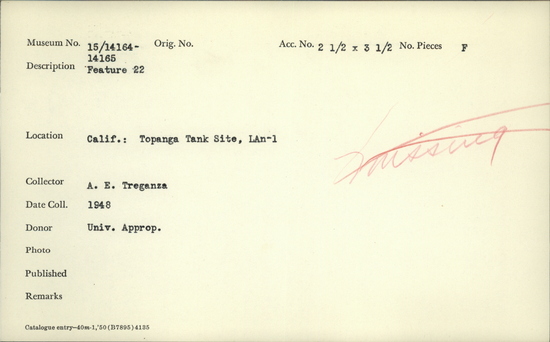 Museum No. 15/14164-14165 Orig. No. Acc. No. 2 1/2 x 3 1/2 No. Pieces F
Description Feature 22
Location Calif.: Topanga Tank Site, LAn-1
missing
Collector A. E. Treganza
Date Coll. 1948
Donor Univ. Approp.
Photo
Published
Remarks
Catalogue entry—40m-1,'50 (B7895) 4135